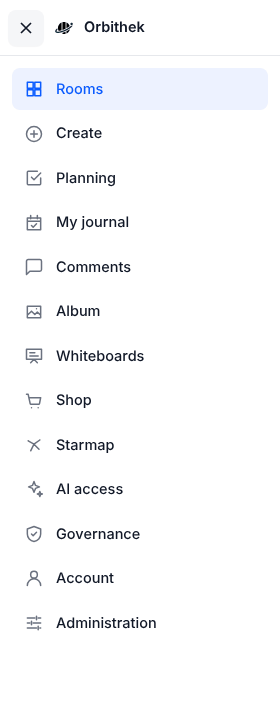 Orbithek
Rooms
Create
Planning
My journal
Comments
Album
Whiteboards
Shop
Starmap
AI access
Governance
Account
Administration